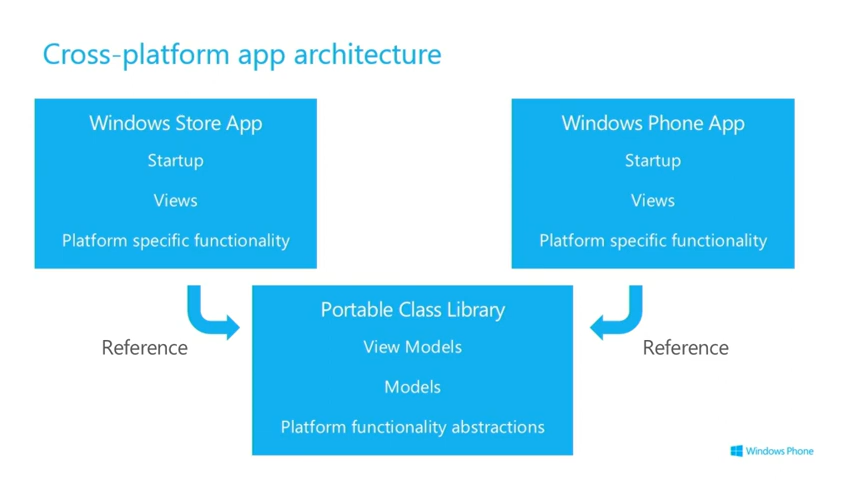 Cross-platform app architecture
Windows Store App
Startup
Views
Platform specific functionality
Windows Phone App
Startup
Views
Platform specific functionality
Reference
Portable Class Library
View Models
Models
Platform functionality abstractions
Reference
Windows Phone